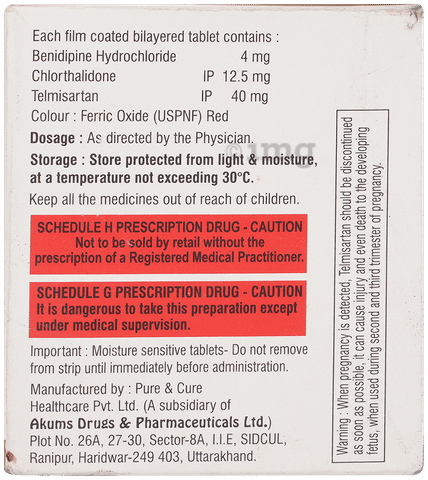 Each film coated bilayered tablet contains :
Benidipine Hydrochloride 4 mg
Chlorthalidone IP 12.5 mg
Telmisartan IP 40 mg
Colour : Ferric Oxide (USPNF) Red
Dosage : As directed by the Physician.
Storage : Store protected from light & moisture,
at a temperature not exceeding 30°C.
Keep all the medicines out of reach of children.
SCHEDULE H PRESCRIPTION DRUG - CAUTION
Not to be sold by retail without the
prescription of a Registered Medical Practitioner.
SCHEDULE G PRESCRIPTION DRUG - CAUTION
It is dangerous to take this preparation except
under medical supervision.
Important : Moisture sensitive tablets- Do not remove
from strip until immediately before administration.
Manufactured by : Pure & Cure
Healthcare Pvt. Ltd. (A subsidiary of
Akums Drugs & Pharmaceuticals Ltd.)
Plot No. 26A, 27-30, Sector-8A, I.I.E, SIDCUL,
Ranipur, Haridwar-249 403, Uttarakhand.
Warning : When pregnancy is detected, Telmisartan should be discontinued
as soon as possible, it can cause injury and even death to the developing
fetus, when used during second and third trimester of pregnancy.
1mg